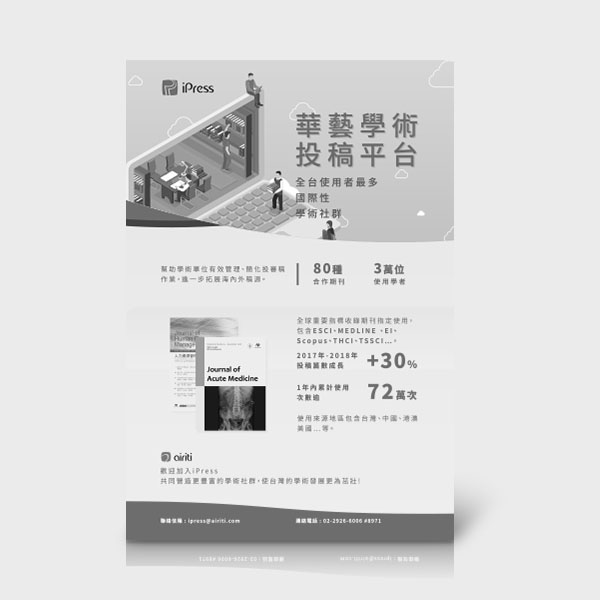 iPress
華藝學術
投稿平台
全台使用者最多
國際性
學術社群
幫助學術單位有效管理、簡化投審稿
作業，進一步拓展海內外稿源。
80種
合作期刊
3萬位
使用學者
全球重要指標收錄期刊指定使用，
包含ESCI、MEDLINE、EI、
Scopus、THCI、TSSCI…。
2017年-2018年
投稿篇數成長
+30%
1年內累計使用
次數逾
72萬次
使用來源地區包含台灣、中國、港澳
美國…等。
Journal of
Human
Manage
Journal of
Acute Medicine
airiti
歡迎加入iPress
共同營造更豐富的學術社群，使台灣的學術發展更為茁壯！
聯絡信箱：ipress@airiti.com
連絡電話：02-2926-6006 #8971